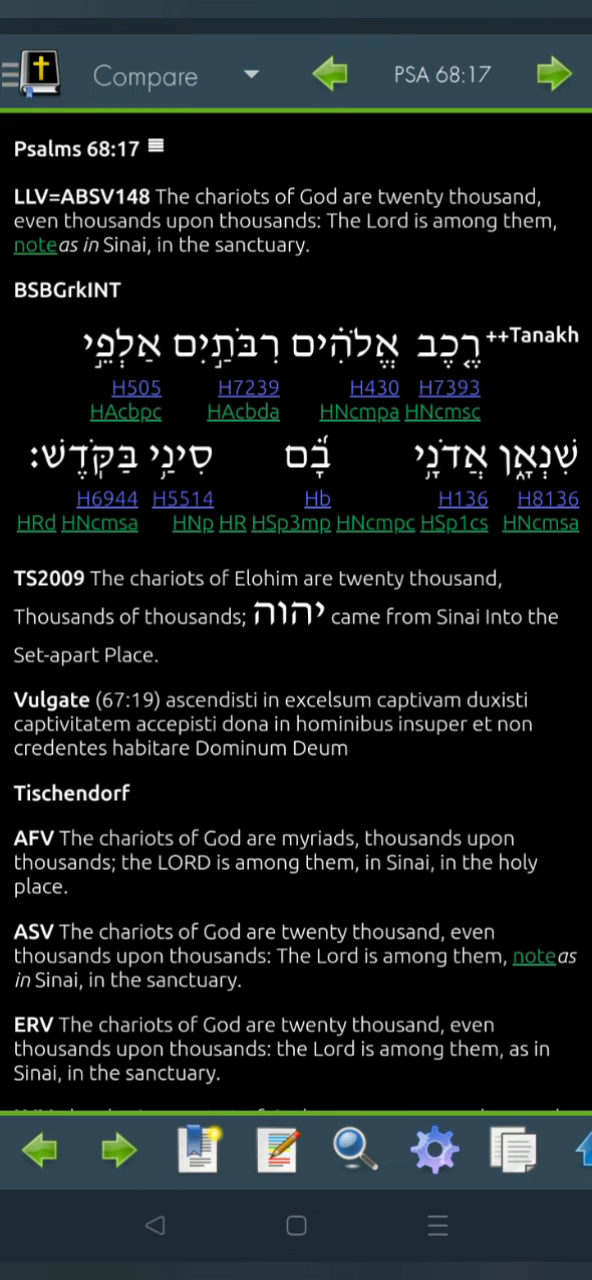 Compare
PSA 68:17
Psalms 68:17
LLV=ABSV148 The chariots of God are twenty thousand,
even thousands upon thousands: The Lord is among them,
noteas in Sinai, in the sanctuary.
BSBGrkINT
++Tanakh רֶ֤כֶב אֱלֹהִ֗ים רִבֹּתַ֣יִם אַלְפֵ֣י
H505 H7239 H430 H7393
HAcbpc HAcbda HNcmpa HNcmsc
שִׁנְאָ֑ן אֲדֹנָ֥י בָ֝֗ם סִינַ֥י בַּקֹּֽדֶשׁ׃
H6944 H5514 Hb H136 H8136
HRd HNcmsa HNp HR HSp3mp HNcmpc HSp1cs HNcmsa
TS2009 The chariots of Elohim are twenty thousand,
Thousands of thousands; יהוה came from Sinai Into the
Set-apart Place.
Vulgate (67:19) ascendisti in excelsum captivam duxisti
captivitatem accepisti dona in hominibus insuper et non
credentes habitare Dominum Deum
Tischendorf
AFV The chariots of God are myriads, thousands upon
thousands; the LORD is among them, in Sinai, in the holy
place.
ASV The chariots of God are twenty thousand, even
thousands upon thousands: The Lord is among them, noteas
in Sinai, in the sanctuary.
ERV The chariots of God are twenty thousand, even
thousands upon thousands: the Lord is among them, as in
Sinai, in the sanctuary.